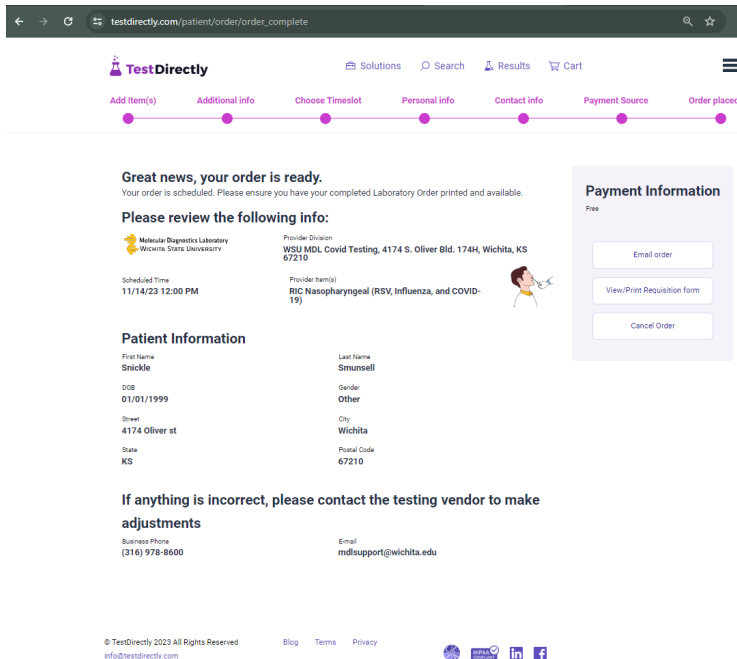 testdirectly.com/patient/order/order_complete
TestDirectly
Solutions
Search
Results
Cart
Add Item(s)
Additional info
Choose Timeslot
Personal info
Contact info
Payment Source
Order placed
Great news, your order is ready.
Your order is scheduled. Please ensure you have your completed Laboratory Order printed and available.
Please review the following info:
Molecular Diagnostics Laboratory
WICHITA STATE UNIVERSITY
Provider Division
WSU MDL Covid Testing, 4174 S. Oliver Bld. 174H, Wichita, KS
67210
Scheduled Time
11/14/23 12:00 PM
Provider Item(s)
RIC Nasopharyngeal (RSV, Influenza, and COVID-
19)
Patient Information
First Name
Snickle
Last Name
Smunsell
DOB
01/01/1999
Gender
Other
Street
4174 Oliver st
City
Wichita
State
KS
Postal Code
67210
If anything is incorrect, please contact the testing vendor to make
adjustments
Business Phone
(316) 978-8600
E-mail
mdlsupport@wichita.edu
Payment Information
Free
Email order
View/Print Requisition form
Cancel Order
© TestDirectly 2023 All Rights Reserved
info@testdirectly.com
Blog
Terms
Privacy
HIPAA
in
f